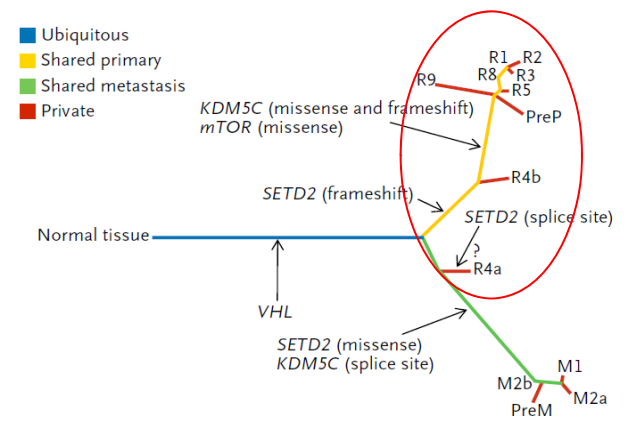 Ubiquitous
Shared primary
Shared metastasis
Private
R1
R2
R8
R3
R9
R5
KDM5C (missense and frameshift)
mTOR (missense)
PreP
R4b
SETD2 (frameshift)
SETD2 (splice site)
Normal tissue
?
R4a
VHL
SETD2 (missense)
KDM5C (splice site)
M1
M2b
M2a
PreM